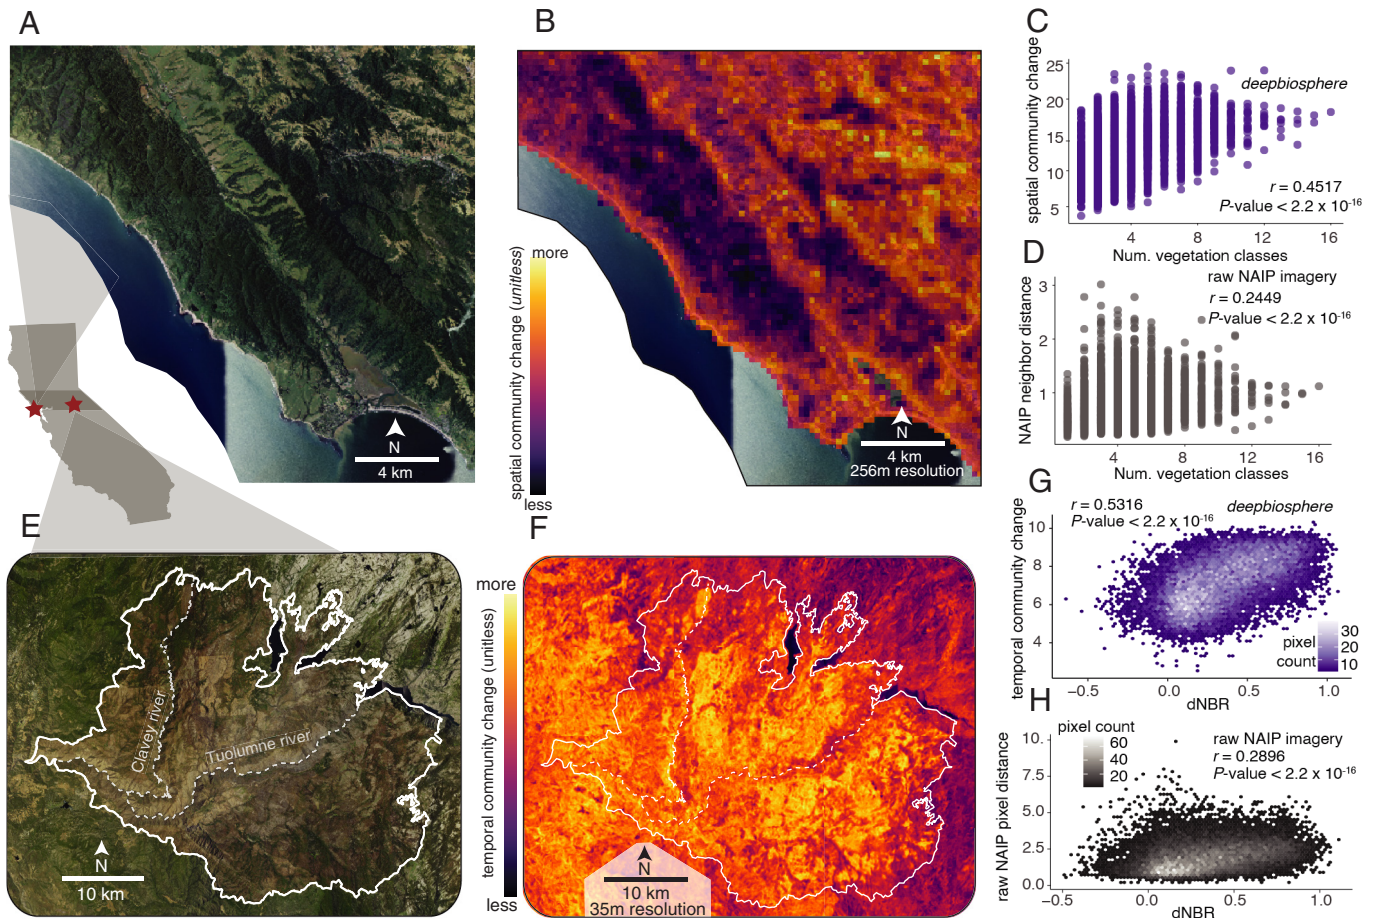 A
N
4 km
B
spatial community change (unitless)
more
less
N
4 km
256m resolution
C
spatial community change
25
20
15
10
5
deepbiosphere
r = 0.4517
P-value < 2.2 x 10-16
4
8
12
16
Num. vegetation classes
D
NAIP neighbor distance
3
2
1
raw NAIP imagery
r = 0.2449
P-value < 2.2 x 10-16
4
8
12
16
Num. vegetation classes
E
Clavey river
Tuolumne river
N
10 km
F
more
temporal community change (unitless)
less
N
10 km
35m resolution
G
temporal community change
r = 0.5316
P-value < 2.2 x 10-16
deepbiosphere
10
8
6
4
pixel
count
30
20
10
−0.5
0.0
0.5
1.0
dNBR
H
raw NAIP pixel distance
pixel count
60
40
20
raw NAIP imagery
r = 0.2896
P-value < 2.2 x 10-16
10.
7.5
5.0
2.5
0.0
-0.5
0.0
0.5
1.0
dNBR